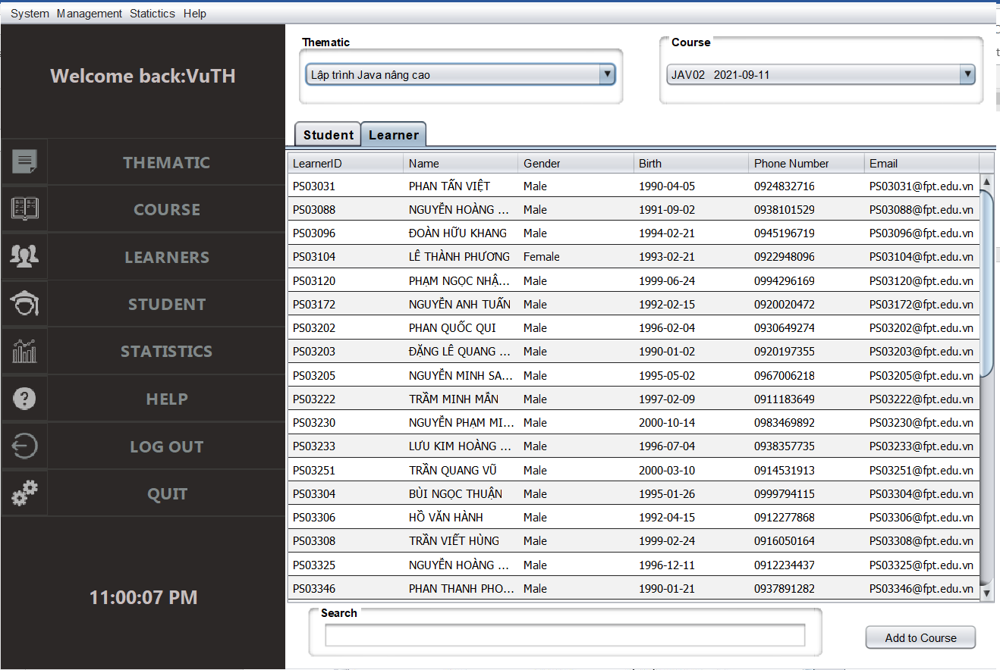 System Management Statictics Help
Welcome back:VuTH
THEMATIC
COURSE
LEARNERS
STUDENT
STATISTICS
HELP
LOG OUT
QUIT
11:00:07 PM
Thematic
Lập trình Java nâng cao
Course
JAV02 2021-09-11
Student Learner
LearnerID Name Gender Birth Phone Number Email
PS03031 PHAN TẤN VIỆT Male 1990-04-05 0924832716 PS03031@fpt.edu.vn
PS03088 NGUYỄN HOÀNG ... Male 1991-09-02 0938101529 PS03088@fpt.edu.vn
PS03096 ĐOÀN HỮU KHANG Male 1994-02-21 0945196719 PS03096@fpt.edu.vn
PS03104 LÊ THÀNH PHƯƠNG Female 1993-02-21 0922948096 PS03104@fpt.edu.vn
PS03120 PHẠM NGỌC NHẬ... Male 1999-06-24 0994296169 PS03120@fpt.edu.vn
PS03172 NGUYỄN ANH TUẤN Male 1992-02-15 0920020472 PS03172@fpt.edu.vn
PS03202 PHAN QUỐC QUI Male 1996-02-04 0930649274 PS03202@fpt.edu.vn
PS03203 ĐẶNG LÊ QUANG ... Male 1990-01-02 0920197355 PS03203@fpt.edu.vn
PS03205 NGUYỄN MINH SA... Male 1995-05-02 0967006218 PS03205@fpt.edu.vn
PS03222 TRẦM MINH MẪN Male 1997-02-09 0911183649 PS03222@fpt.edu.vn
PS03230 NGUYỄN PHẠM MI... Male 2000-10-14 0983469892 PS03230@fpt.edu.vn
PS03233 LƯU KIM HOÀNG ... Male 1996-07-04 0938357735 PS03233@fpt.edu.vn
PS03251 TRẦN QUANG VŨ Male 2000-03-10 0914531913 PS03251@fpt.edu.vn
PS03304 BÙI NGỌC THUẬN Male 1995-01-26 0999794115 PS03304@fpt.edu.vn
PS03306 HỒ VĂN HÀNH Male 1992-04-15 0912277868 PS03306@fpt.edu.vn
PS03308 TRẦN VIẾT HÙNG Male 1999-02-24 0916050164 PS03308@fpt.edu.vn
PS03325 NGUYỄN HOÀNG ... Male 1996-12-11 0912234437 PS03325@fpt.edu.vn
PS03346 PHAN THANH PHO... Male 1990-01-21 0937891282 PS03346@fpt.edu.vn
Search
Add to Course